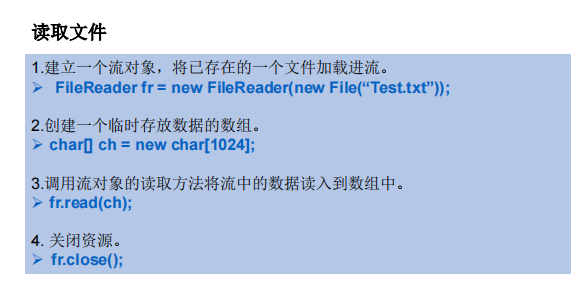 读取文件
1.建立一个流对象，将已存在的一个文件加载进流。
➢ FileReader fr = new FileReader(new File(“Test.txt”));
2.创建一个临时存放数据的数组。
➢ char[] ch = new char[1024];
3.调用流对象的读取方法将流中的数据读入到数组中。
➢ fr.read(ch);
4. 关闭资源。
➢ fr.close();